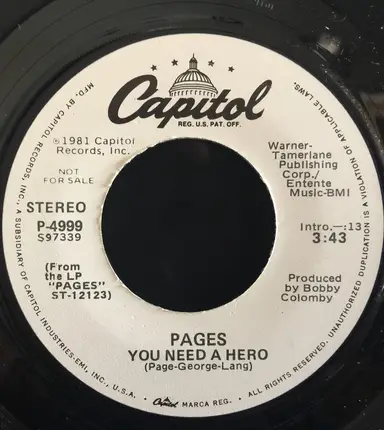 Capitol
REG. U.S. PAT. OFF.
℗1981 Capitol
Records, Inc.
NOT
FOR SALE
STEREO
P-4999
S97339
(From
the LP
"PAGES"
ST-12123)
Warner-
Tamerlane
Publishing
Corp./
Entente
Music-BMI
Intro.—:13
3:43
Produced
by Bobby
Colomby
PAGES
YOU NEED A HERO
(Page-George-Lang)
MFD. BY CAPITOL RECORDS, INC., A SUBSIDIARY OF CAPITOL INDUSTRIES-EMI, INC., U.S.A. • Capitol MARCA REG. • ALL RIGHTS RESERVED. UNAUTHORIZED DUPLICATION IS A VIOLATION OF APPLICABLE LAWS.